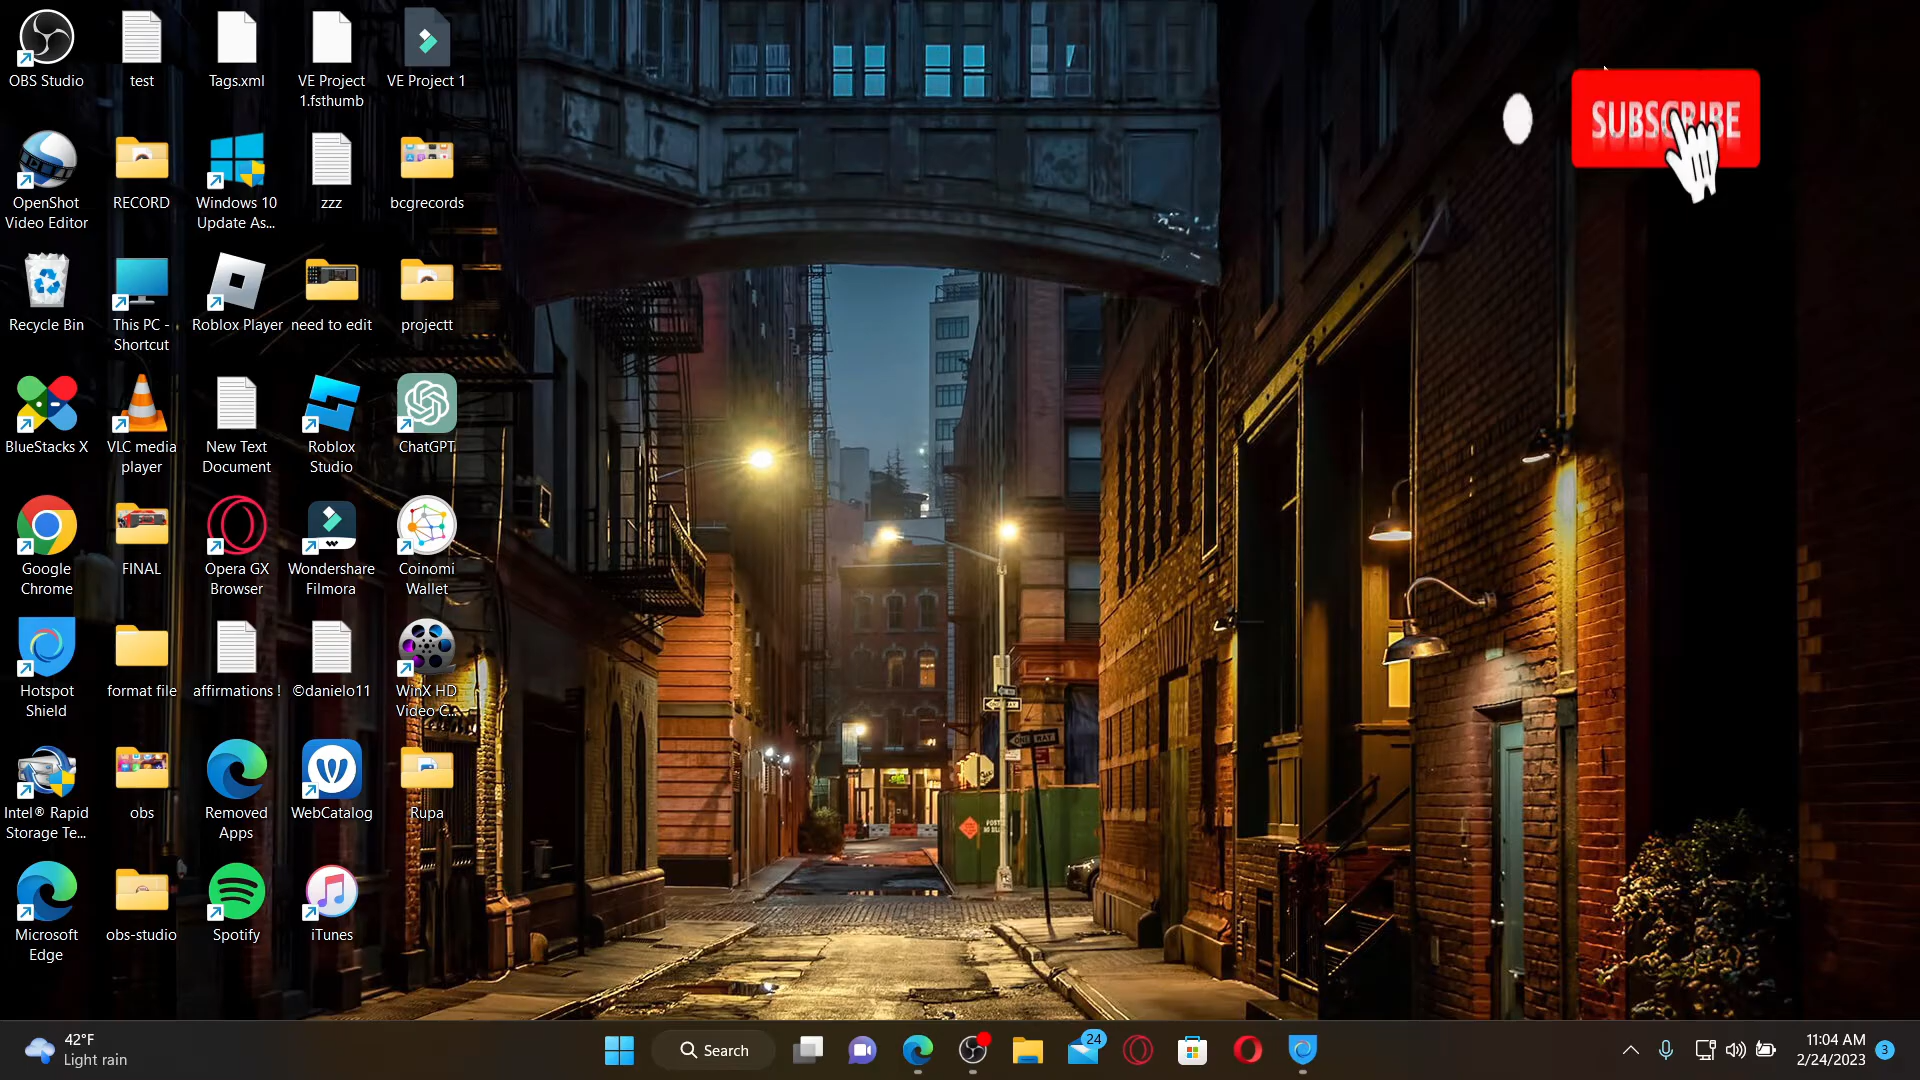 OBS Studio
test
Tags.xml
VE Project
1.fsthumb
VE Project 1
OpenShot
Video Editor
RECORD
Windows 10
Update As...
zzz
bcgrecords
Recycle Bin
This PC -
Shortcut
Roblox Player
need to edit
projectt
BlueStacks X
VLC media
player
New Text
Document
Roblox
Studio
ChatGPT
Google
Chrome
FINAL
Opera GX
Browser
Wondershare
Filmora
Coinomi
Wallet
Hotspot
Shield
format file
affirmations !
©danielo11
WinX HD
Video C...
Intel® Rapid
Storage Te...
obs
Removed
Apps
WebCatalog
Rupa
Microsoft
Edge
obs-studio
Spotify
iTunes
SUBSCRIBE
ONE WAY
42°F
Light rain
Search
24
11:04 AM
2/24/2023
3